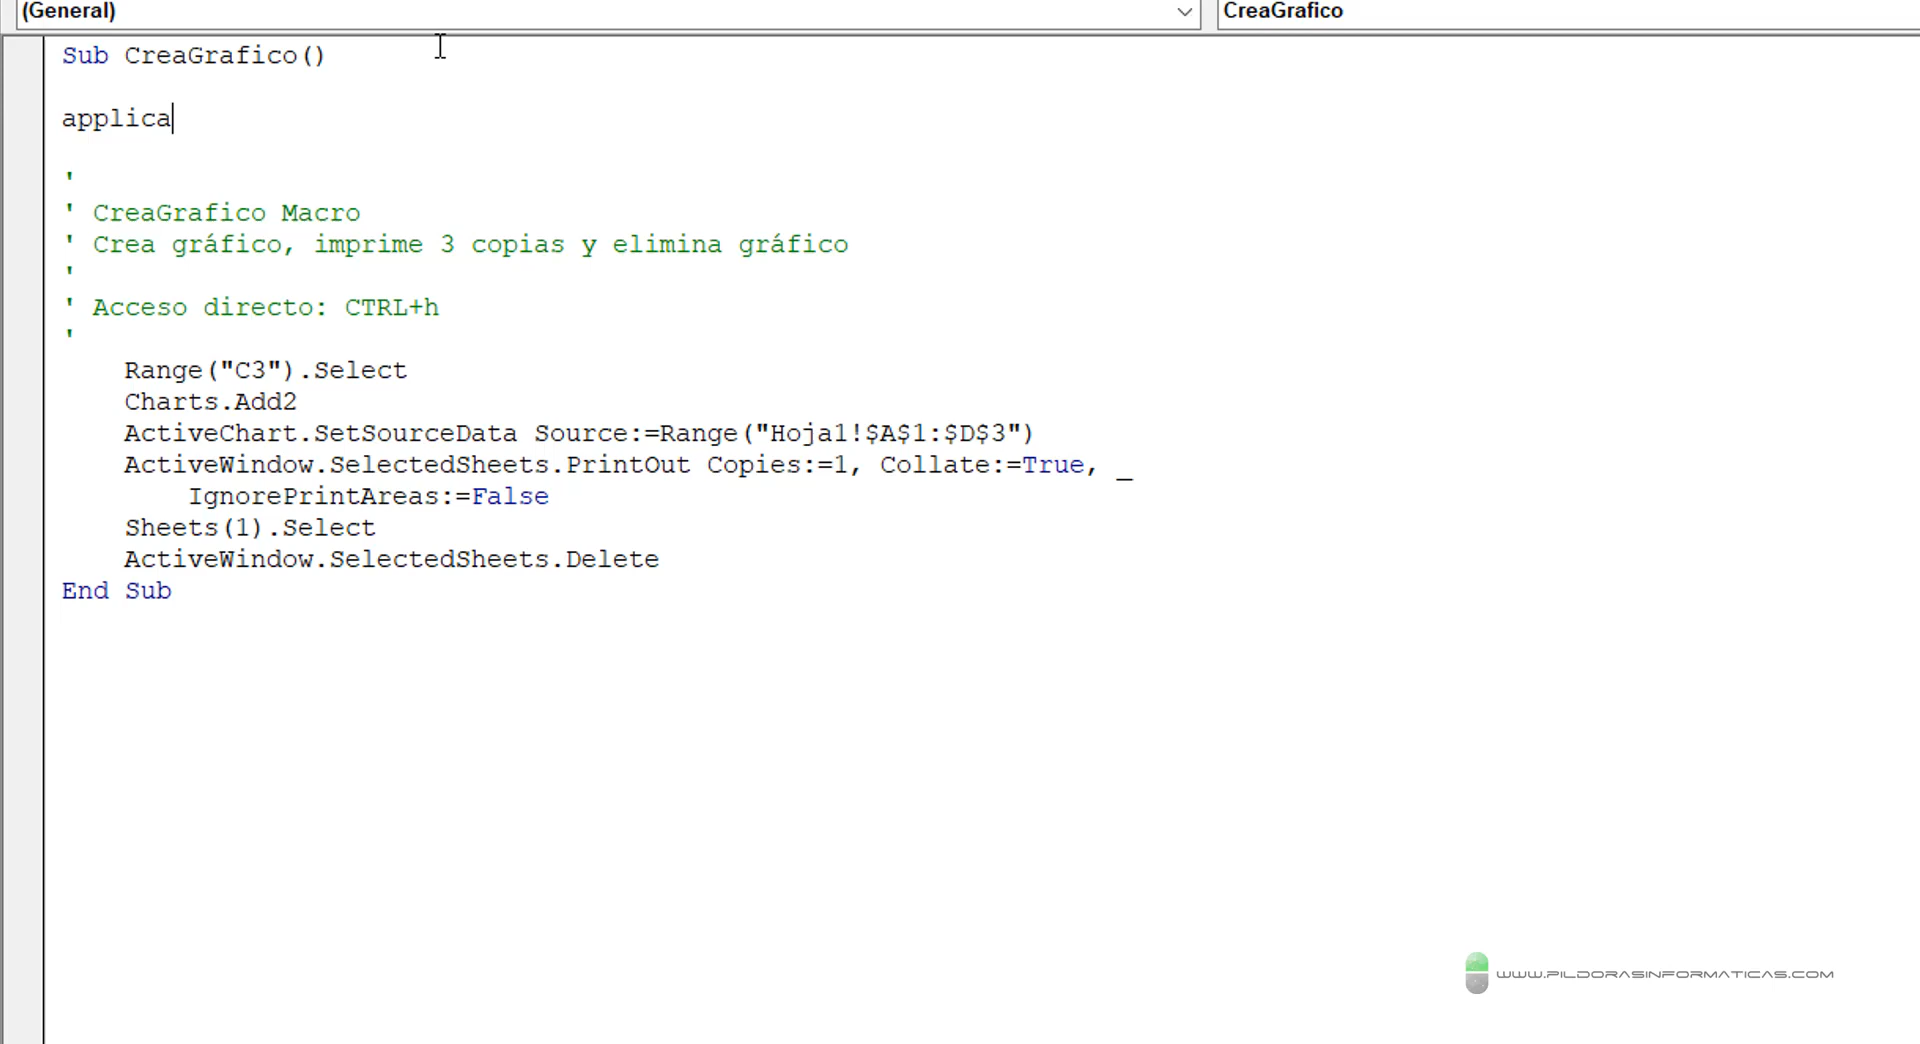 (General)
CreaGrafico
Sub CreaGrafico()
applica
'
' CreaGrafico Macro
' Crea gráfico, imprime 3 copias y elimina gráfico
'
' Acceso directo: CTRL+h
'
Range("C3").Select
Charts.Add2
ActiveChart.SetSourceData Source:=Range("Hoja1!$A$1:$D$3")
ActiveWindow.SelectedSheets.PrintOut Copies:=1, Collate:=True, _
IgnorePrintAreas:=False
Sheets(1).Select
ActiveWindow.SelectedSheets.Delete
End Sub
WWW.PILDORASINFORMATICAS.COM